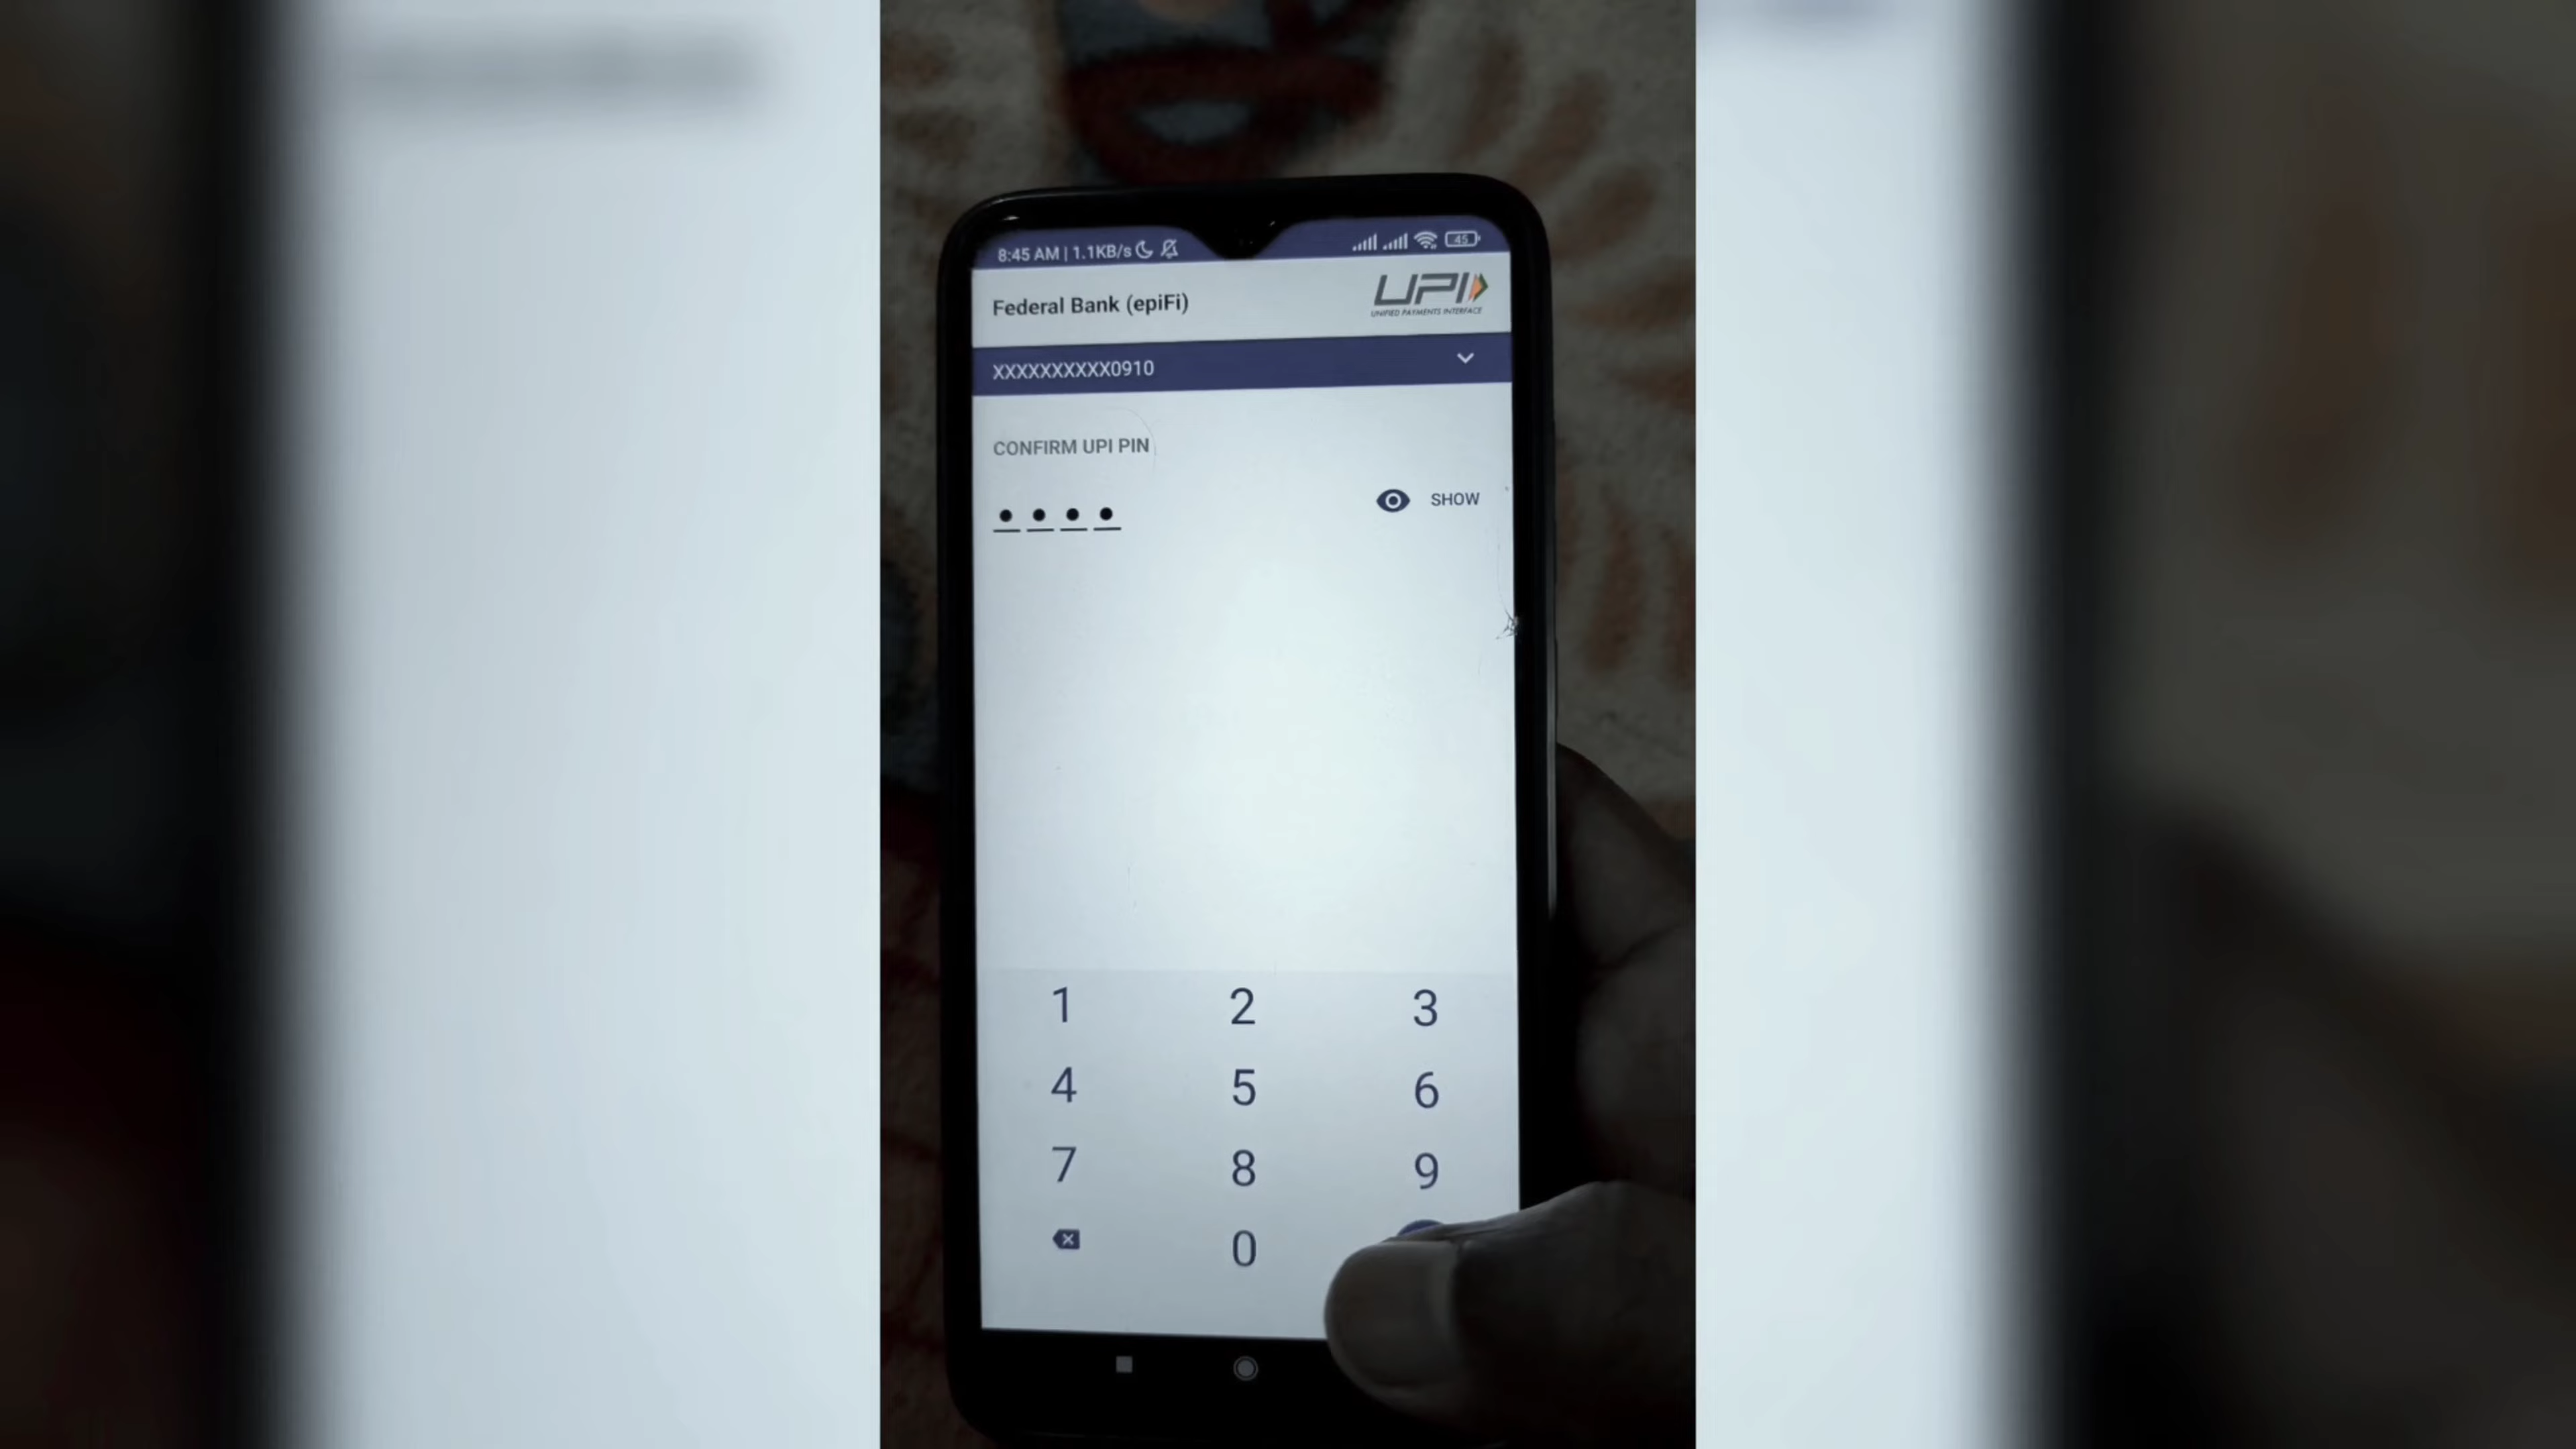 8:45 AM | 1.1KB/s
45
Federal Bank (epiFi)
UPI
UNIFIED PAYMENTS INTERFACE
XXXXXXXXXX0910
CONFIRM UPI PIN
SHOW
1 2 3
4 5 6
7 8 9
0